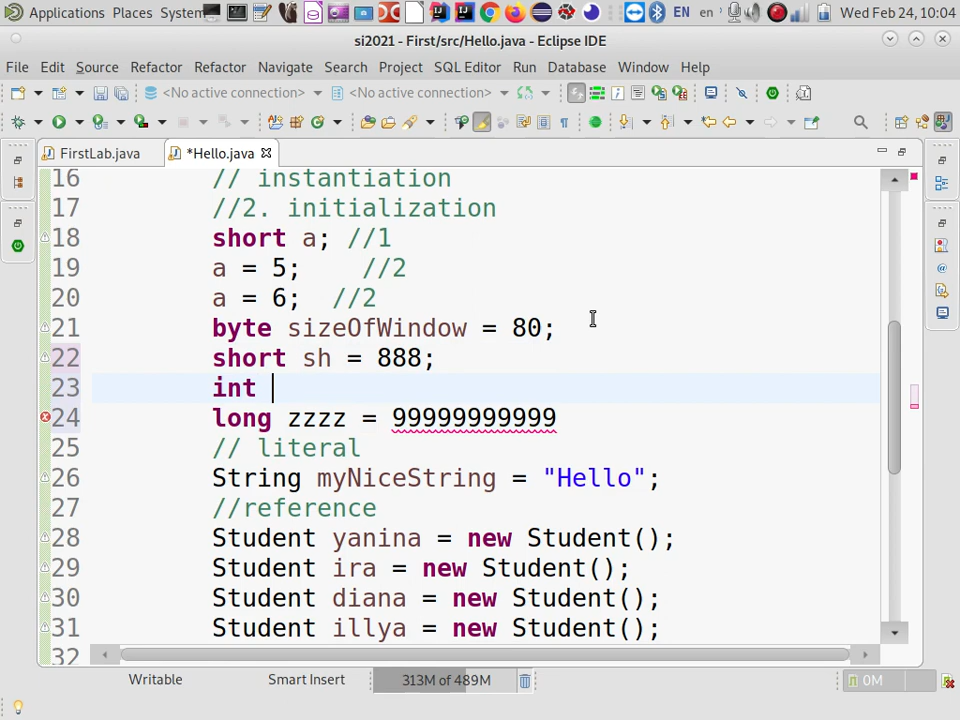 Applications Places System EN en Wed Feb 24, 10:04
si2021 - First/src/Hello.java - Eclipse IDE
File Edit Source Refactor Refactor Navigate Search Project SQL Editor Run Database Window Help
<No active connection> <No active connection>
FirstLab.java *Hello.java
16 // instantiation
17 //2. initialization
18 short a; //1
19 a = 5; //2
20 a = 6; //2
21 byte sizeOfWindow = 80;
22 short sh = 888;
23 int
24 long zzzz = 99999999999
25 // literal
26 String myNiceString = "Hello";
27 //reference
28 Student yanina = new Student();
29 Student ira = new Student();
30 Student diana = new Student();
31 Student illya = new Student();
32
Writable Smart Insert 313M of 489M 0M